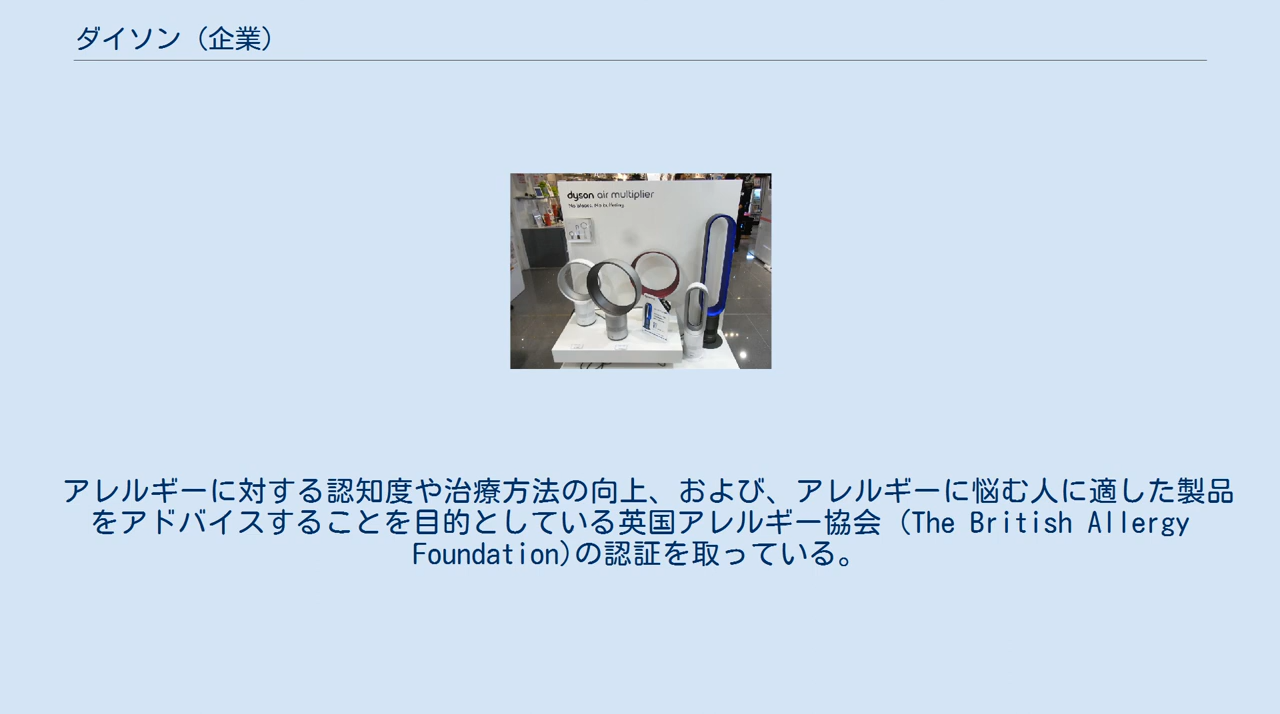 ダイソン（企業）
dyson air multiplier
アレルギーに対する認知度や治療方法の向上、および、アレルギーに悩む人に適した製品
をアドバイスすることを目的としている英国アレルギー協会（The British Allergy
Foundation)の認証を取っている。